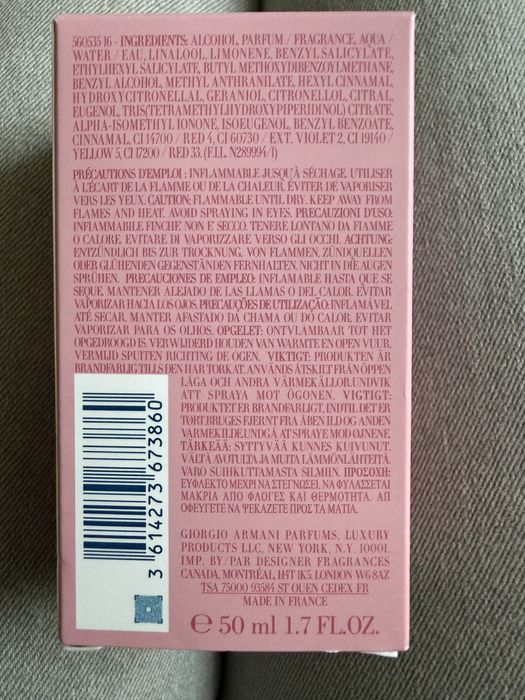 560535 16 - INGREDIENTS: ALCOHOL, PARFUM / FRAGRANCE, AQUA /
WATER / EAU, LINALOOL, LIMONENE, BENZYL SALICYLATE,
ETHYLHEXYL SALICYLATE, BUTYL METHOXYDIBENZOYLMETHANE,
BENZYL ALCOHOL, METHYL ANTHRANILATE, HEXYL CINNAMAL,
HYDROXYCITRONELLAL, GERANIOL, CITRONELLOL, CITRAL,
EUGENOL, TRIS(TETRAMETHYLHYDROXYPIPERIDINOL) CITRATE,
ALPHA-ISOMETHYL IONONE, ISOEUGENOL, BENZYL BENZOATE,
CINNAMAL, CI 14700 / RED 4, CI 60730 / EXT. VIOLET 2, CI 19140 /
YELLOW 5, CI 17200 / RED 33. (F.I.L. N289994/1)
PRÉCAUTIONS D'EMPLOI : INFLAMMABLE JUSQU'À SÉCHAGE. UTILISER
À L'ÉCART DE LA FLAMME OU DE LA CHALEUR. ÉVITER DE VAPORISER
VERS LES YEUX. CAUTION: FLAMMABLE UNTIL DRY. KEEP AWAY FROM
FLAMES AND HEAT. AVOID SPRAYING IN EYES. PRECAUZIONI D'USO:
INFIAMMABILE FINCHE' NON E' SECCO. TENERE LONTANO DA FIAMME
O CALORE. EVITARE DI VAPORIZZARE VERSO GLI OCCHI. ACHTUNG:
ENTZÜNDLICH BIS ZUR TROCKNUNG. VON FLAMMEN, ZÜNDQUELLEN
ODER GLÜHENDEN GEGENSTÄNDEN FERNHALTEN. NICHT IN DIE AUGEN
SPRÜHEN. PRECAUCIONES DE EMPLEO: INFLAMABLE HASTA QUE SE
SEQUE. MANTENER ALEJADO DE LAS LLAMAS O DEL CALOR. EVITAR
VAPORIZAR HACIA LOS OJOS. PRECAUÇÕES DE UTILIZAÇÃO: INFLAMÁVEL
ATÉ SECAR. MANTER AFASTADO DA CHAMA OU DO CALOR. EVITAR
VAPORIZAR PARA OS OLHOS. OPGELET: ONTVLAMBAAR TOT HET
OPGEDROOGD IS. VERWIJDERD HOUDEN VAN WARMTE EN OPEN VUUR.
VERMIJD SPUITEN RICHTING DE OGEN. VIKTIGT: PRODUKTEN ÄR
BRANDFARLIG TILLS DEN HAR TORKAT. ANVÄNDS ÅTSKILT FRÅN ÖPPEN
LÅGA OCH ANDRA VÄRMEKÄLLOR.UNDVIK
ATT SPRAYA MOT ÖGONEN. VIGTIGT:
PRODUKTET ER BRANDFARLIGT, INDTIL DET ER
TØRT.BRUGES FJERNT FRA ÅBEN ILD OG ANDEN
VARMEKILDE.UNDGÅ AT SPRAYE MOD ØJNENE.
TÄRKEÄÄ: SYTTYVÄÄ KUNNES KUIVUNUT.
VÄLTÄ AVOTULTA JA MUITA LÄMMÖNLÄHTEITÄ.
VARO SUIHKUTTAMASTA SILMIIN. ΠΡΟΣΟΧΗ:
ΕΥΦΛΕΚΤΟ ΜΕΧΡΙ ΝΑ ΣΤΕΓΝΩΣΕΙ, ΝΑ ΦΥΛΑΣΣΕΤΑΙ
ΜΑΚΡΙΑ ΑΠΟ ΦΛΟΓΕΣ ΚΑΙ ΘΕΡΜΟΤΗΤΑ. ΑΠ
ΟΦΕΥΓΕΤΕ ΝΑ ΨΕΚΑΖΕΤΕ ΠΡΟΣ ΤΑ ΜΑΤΙΑ.
3 614273 673860
GIORGIO ARMANI PARFUMS, LUXURY
PRODUCTS LLC, NEW YORK, N.Y. 10001.
IMP. BY/ PAR DESIGNER FRAGRANCES
CANADA, MONTRÉAL, H4T 1K5. LONDON W6 8AZ
TSA 75000 93584 ST OUEN CEDEX FR
MADE IN FRANCE
℮ 50 ml 1.7 FL.OZ.